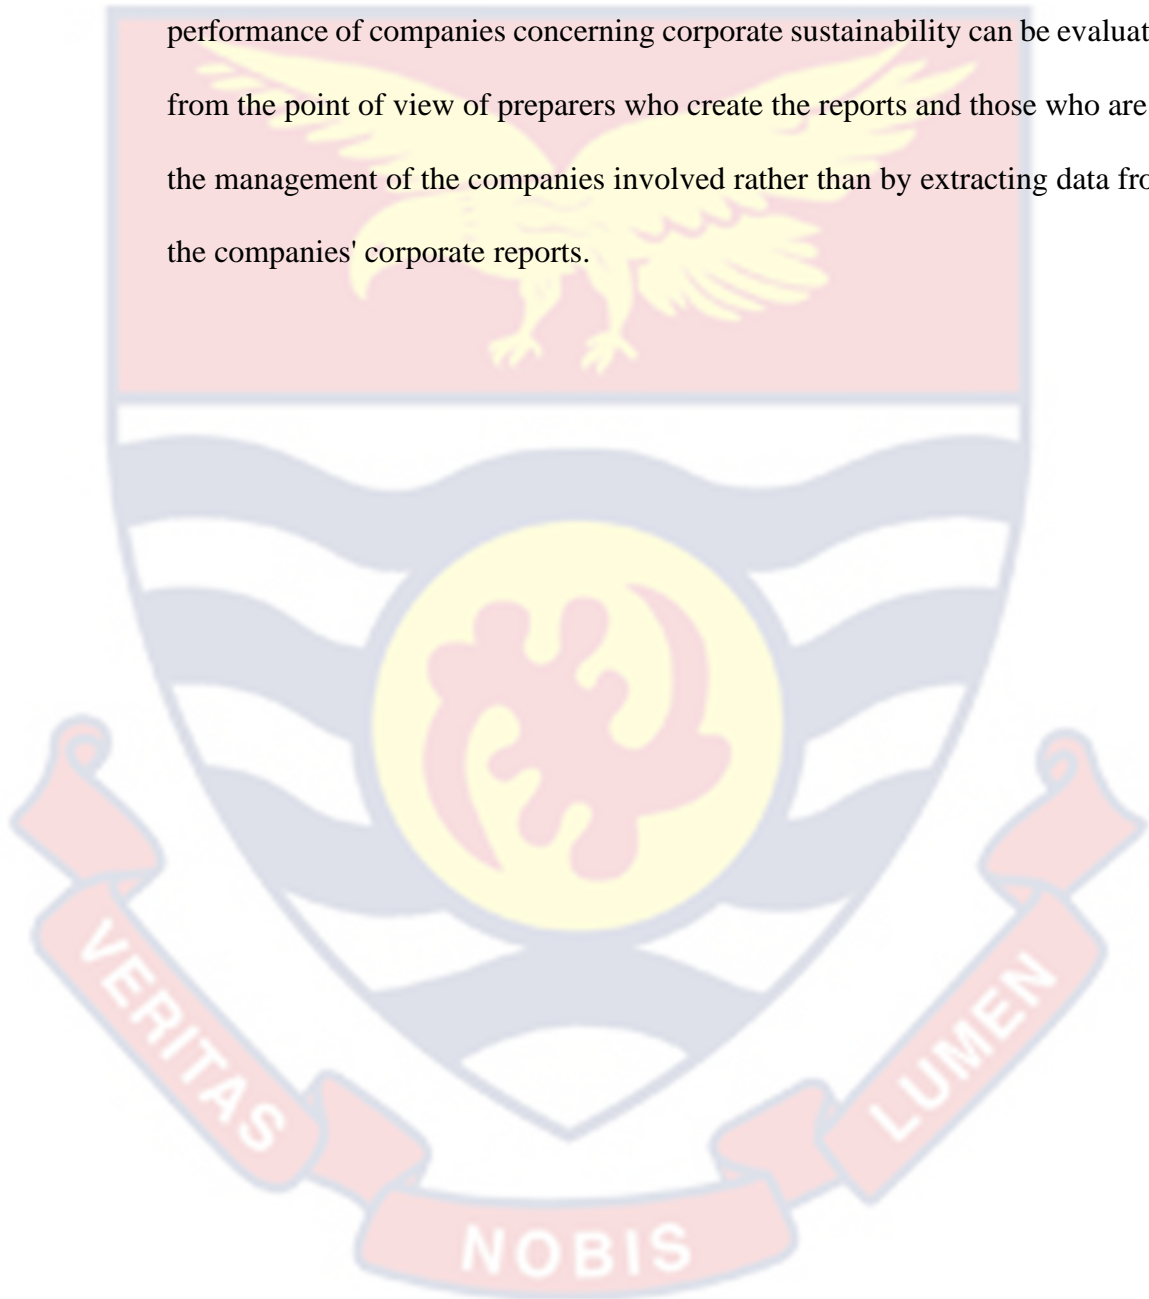 performance of companies concerning corporate sustainability can be evaluat
from the point of view of preparers who create the reports and those who are
the management of the companies involved rather than by extracting data fro
the companies' corporate reports.
VERITAS
NOBIS
LUMEN